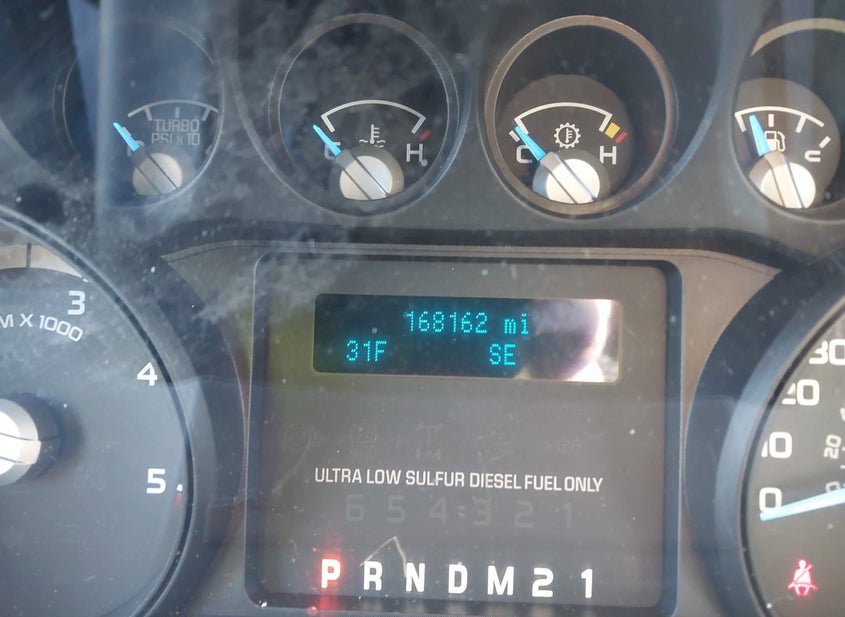 TURBO
PSI x 10
C H
C H
3
M X 1000
4
5
168162 mi
31F SE
ULTRA LOW SULFUR DIESEL FUEL ONLY
6 5 4 3 2 1
P R N D M 2 1
30
20
10
0
20